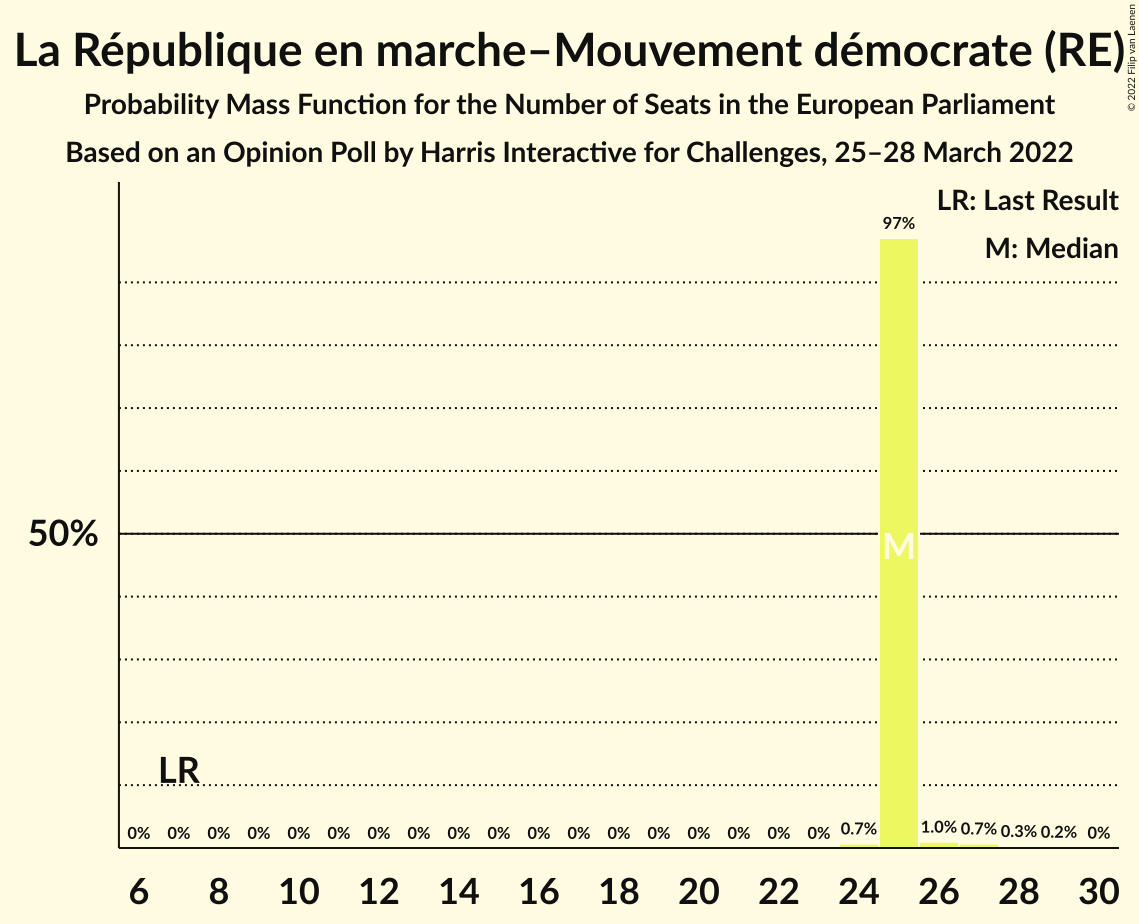 La République en marche–Mouvement démocrate (RE)
© 2022 Filip van Laenen
Probability Mass Function for the Number of Seats in the European Parliament
Based on an Opinion Poll by Harris Interactive for Challenges, 25–28 March 2022
LR: Last Result
M: Median
97%
50%
M
LR
0% 0% 0% 0% 0% 0% 0% 0% 0% 0% 0% 0% 0% 0% 0% 0% 0% 0% 0.7% 1.0% 0.7% 0.3% 0.2% 0%
6 8 10 12 14 16 18 20 22 24 26 28 30